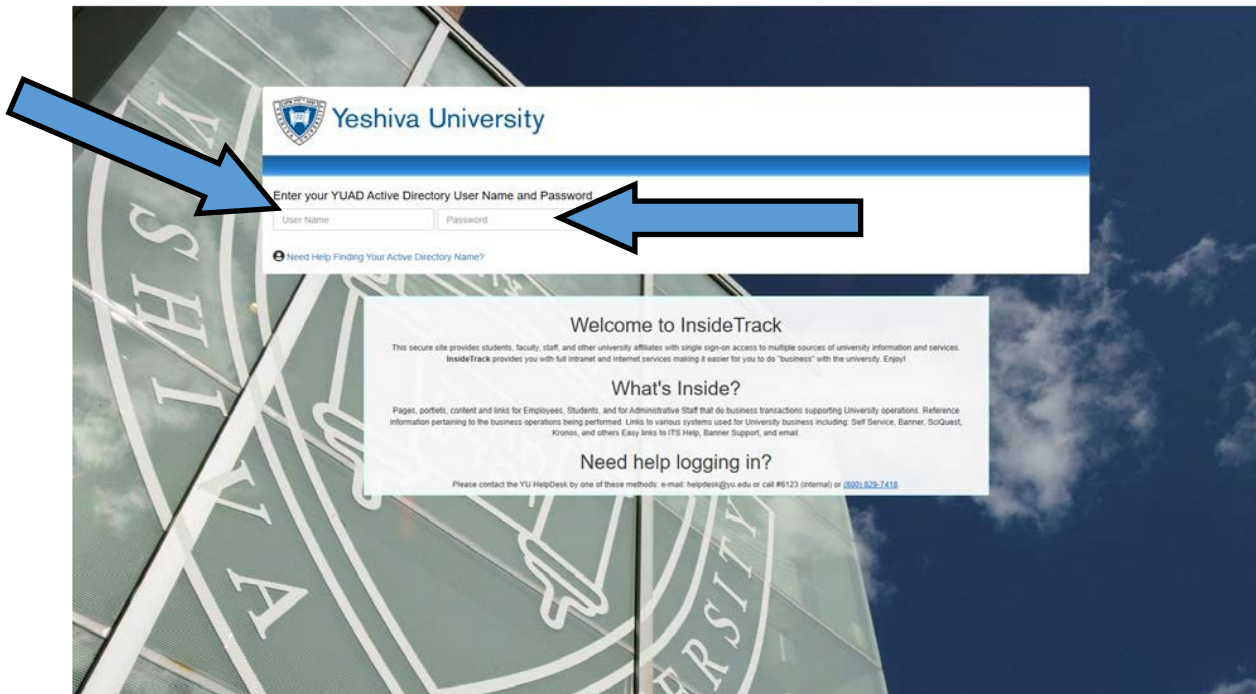 Yeshiva University
Enter your YUAD Active Directory User Name and Password
User Name
Password
Need Help Finding Your Active Directory Name?
Welcome to InsideTrack
This secure site provides students, faculty, staff, and other university affiliates with single sign-on access to multiple sources of university information and services.
InsideTrack provides you with full Intranet and Internet services making it easier for you to do "business" with the university. Enjoy!
What's Inside?
Pages, portlets, content and links for Employees, Students, and for Administrative Staff that do business transactions supporting University operations. Reference
information pertaining to the business operations being performed. Links to various systems used for University business including: Self Service, Banner, SciQuest,
Kronos, and others Easy links to ITS Help, Banner Support, and email.
Need help logging in?
Please contact the YU HelpDesk by one of these methods: e-mail: helpdesk@yu.edu or call #6123 (internal) or (800) 829-7418.
YESHIVA
ERSITY